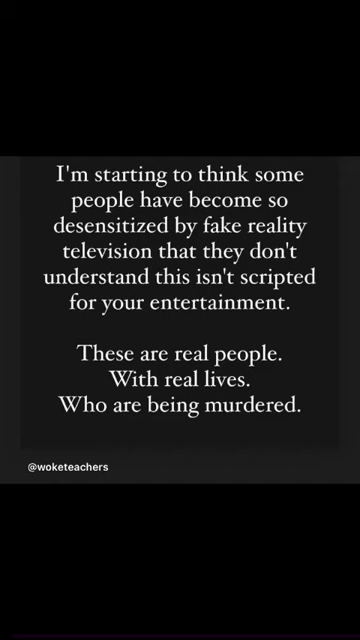 I'm starting to think some
people have become so
desensitized by fake reality
television that they don't
understand this isn't scripted
for your entertainment.
These are real people.
With real lives.
Who are being murdered.
@woketeachers